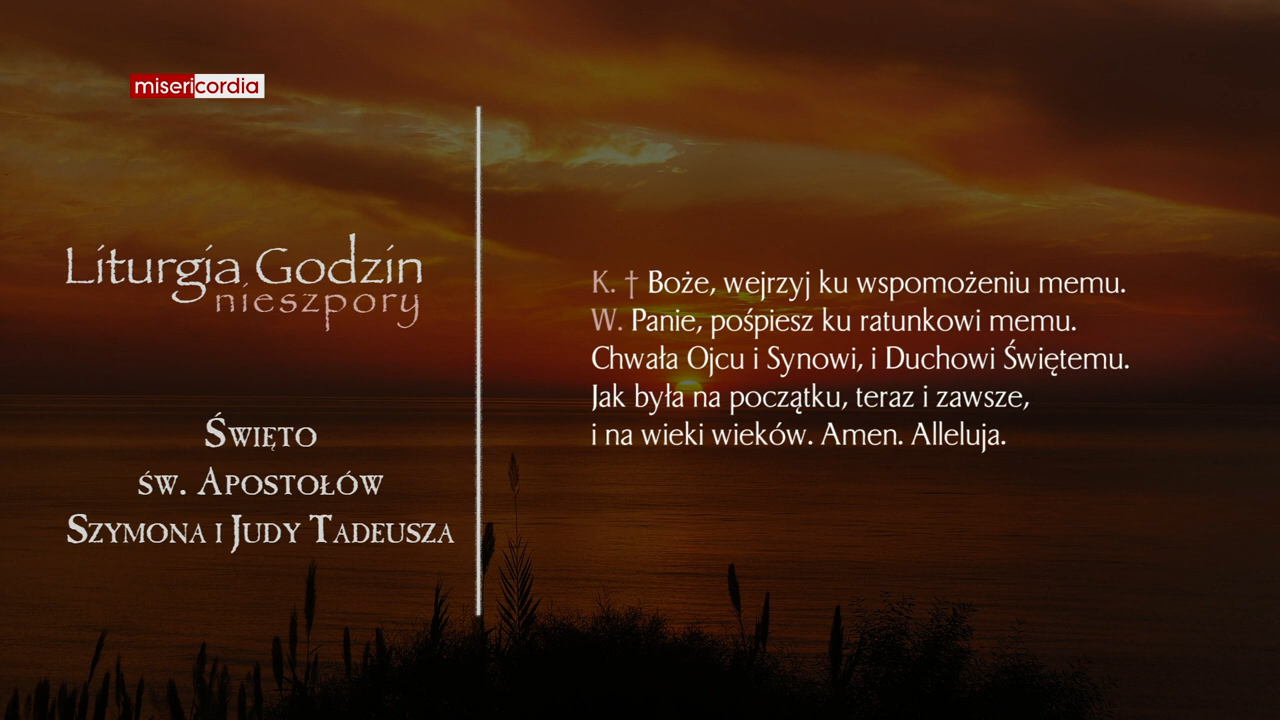 misericordia
Liturgia Godzin
nieszpory
Święto
św. Apostołów
Szymona i Judy Tadeusza
K. † Boże, wejrzyj ku wspomożeniu memu.
W. Panie, pośpiesz ku ratunkowi memu.
Chwała Ojcu i Synowi, i Duchowi Świętemu.
Jak była na początku, teraz i zawsze,
i na wieki wieków. Amen. Alleluja.